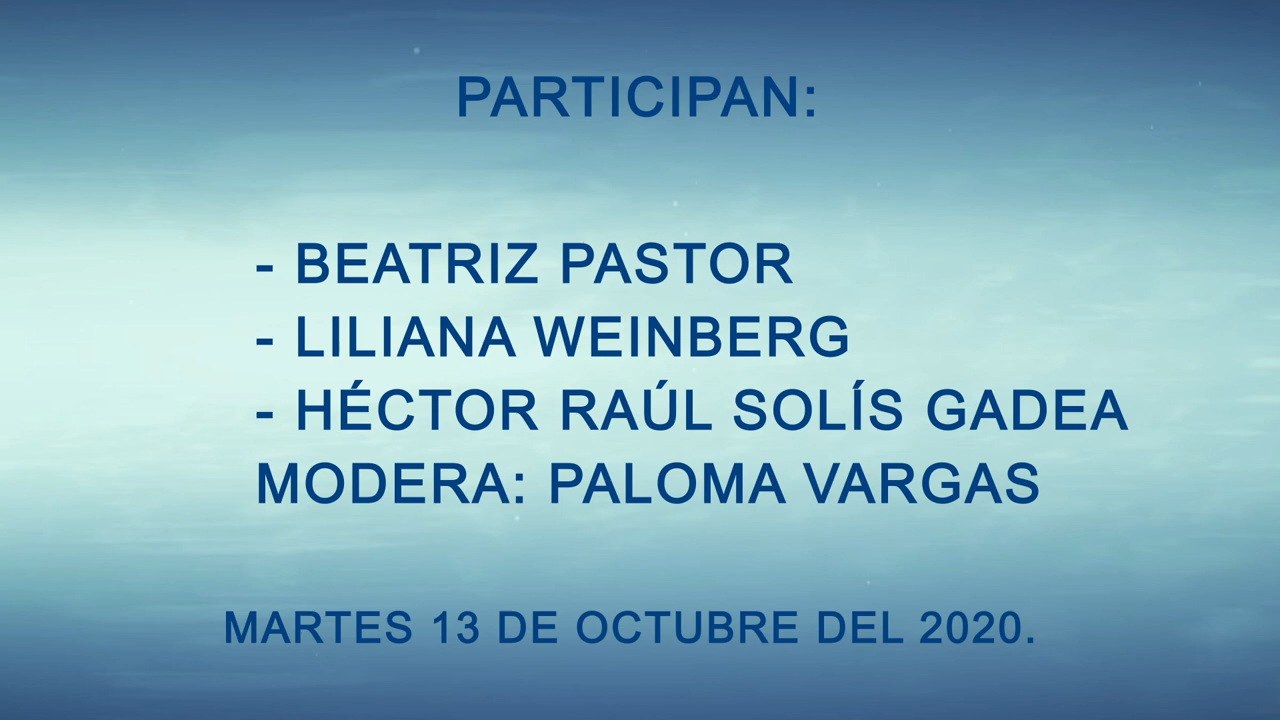 PARTICIPAN:
- BEATRIZ PASTOR
- LILIANA WEINBERG
- HÉCTOR RAÚL SOLÍS GADEA
MODERA: PALOMA VARGAS
MARTES 13 DE OCTUBRE DEL 2020.